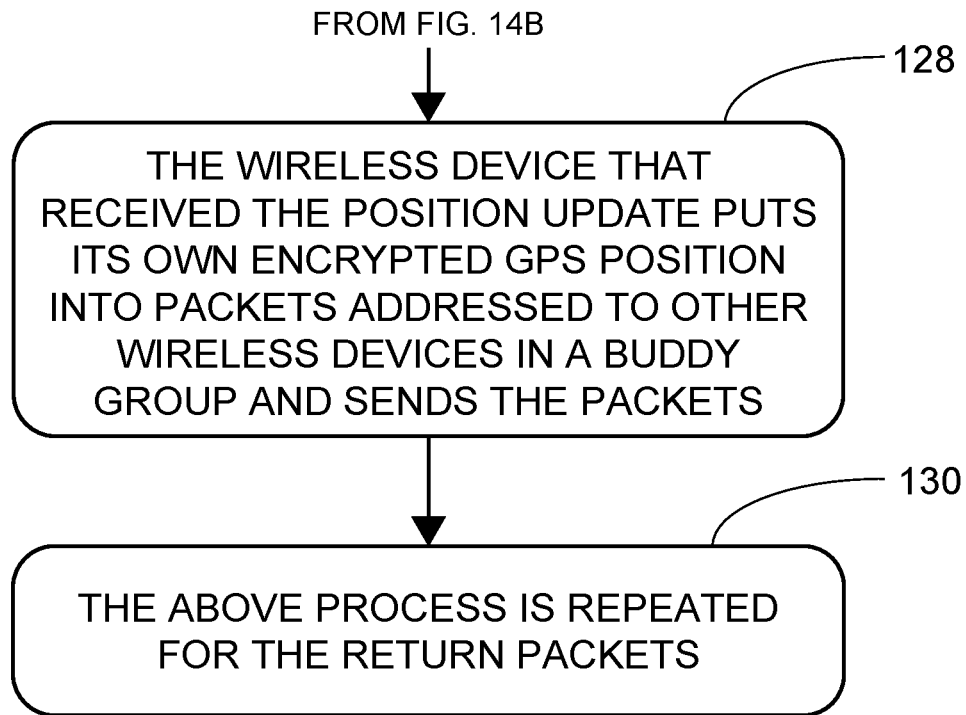 FROM FIG. 14B
128
THE WIRELESS DEVICE THAT
RECEIVED THE POSITION UPDATE PUTS
ITS OWN ENCRYPTED GPS POSITION
INTO PACKETS ADDRESSED TO OTHER
WIRELESS DEVICES IN A BUDDY
GROUP AND SENDS THE PACKETS
130
THE ABOVE PROCESS IS REPEATED
FOR THE RETURN PACKETS